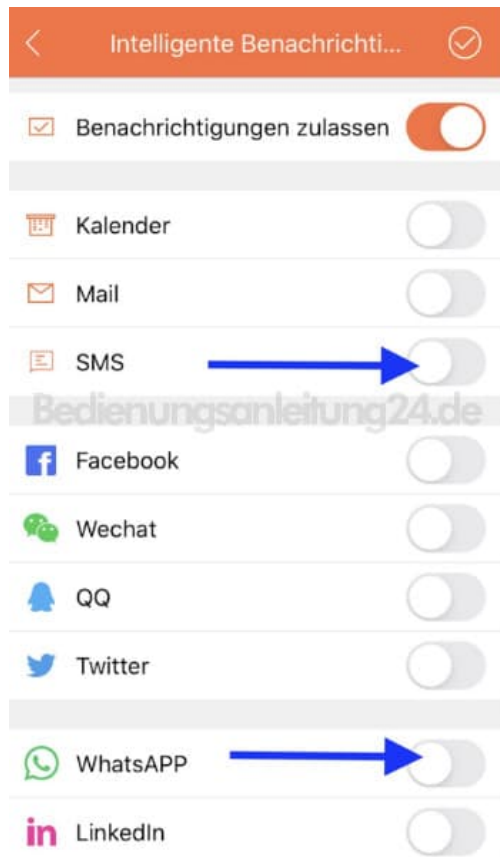 Intelligente Benachrichti...
Benachrichtigungen zulassen
Kalender
Mail
SMS
Bedienungsanleitung24.de
Facebook
Wechat
QQ
Twitter
WhatsAPP
LinkedIn